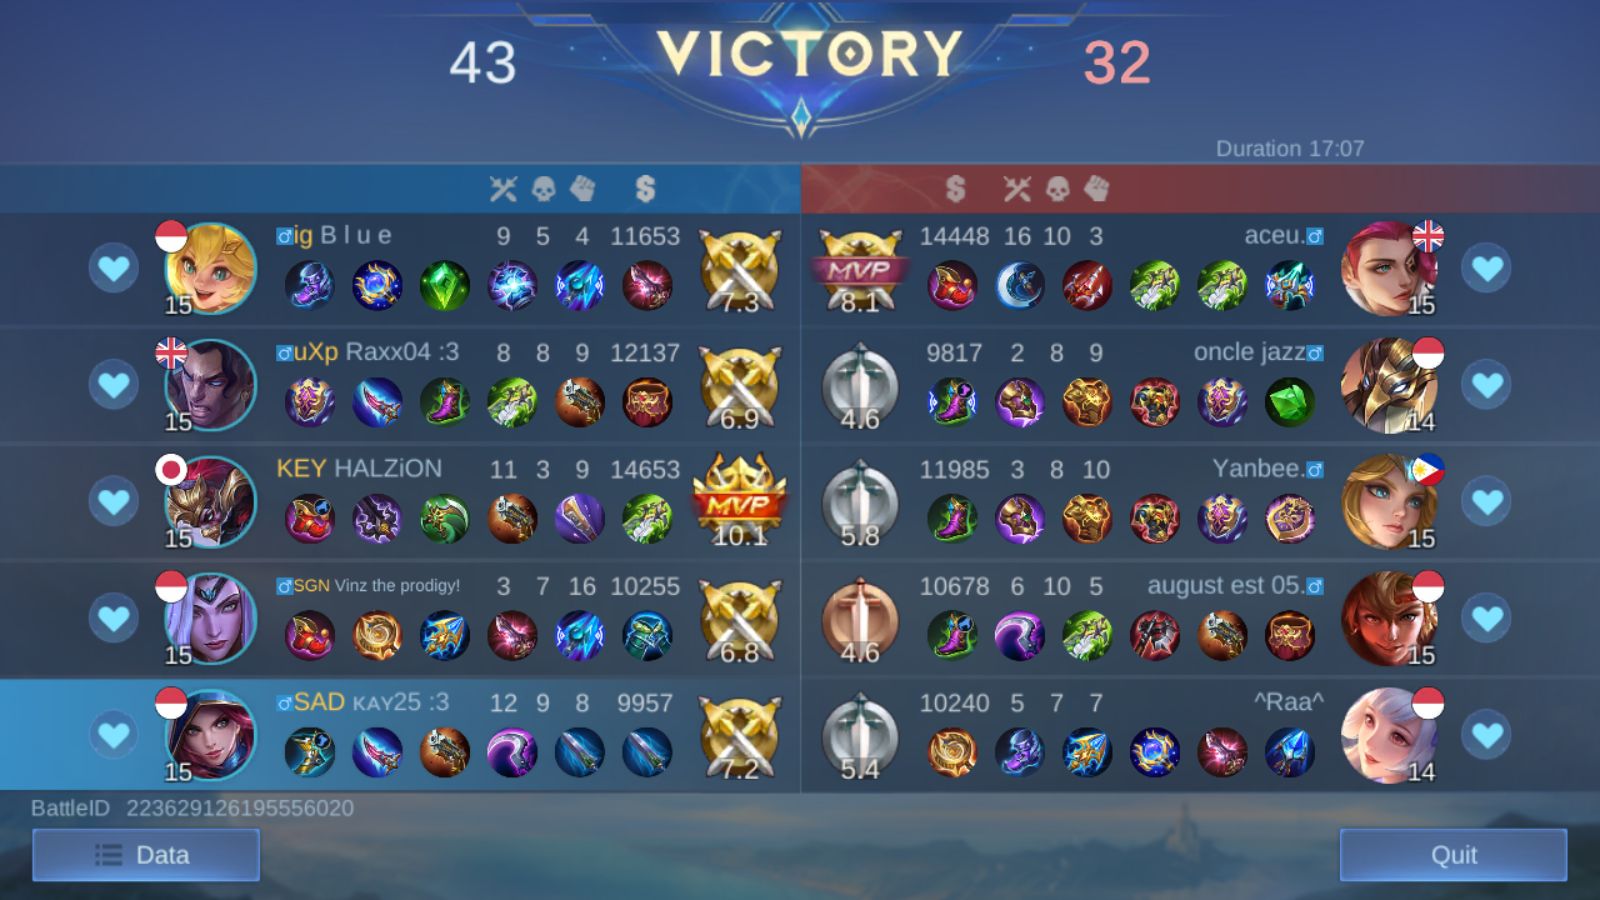 43 VICTORY 32
Duration 17:07
ig B l u e 9 5 4 11653 7.3 15
MVP 8.1 14448 16 10 3 aceu. 15
uXp Raxx04 :3 8 8 9 12137 6.9 15
4.6 9817 2 8 9 oncle jazz 14
KEY HALZiON 11 3 9 14653 MVP 10.1 15
5.8 11985 3 8 10 Yanbee. 15
SGN Vinz the prodigy! 3 7 16 10255 6.8 15
4.6 10678 6 10 5 august est 05. 15
SAD KAY25 :3 12 9 8 9957 7.2 15
5.4 10240 5 7 7 ^Raa^ 14
BattleID 223629126195556020
Data
Quit